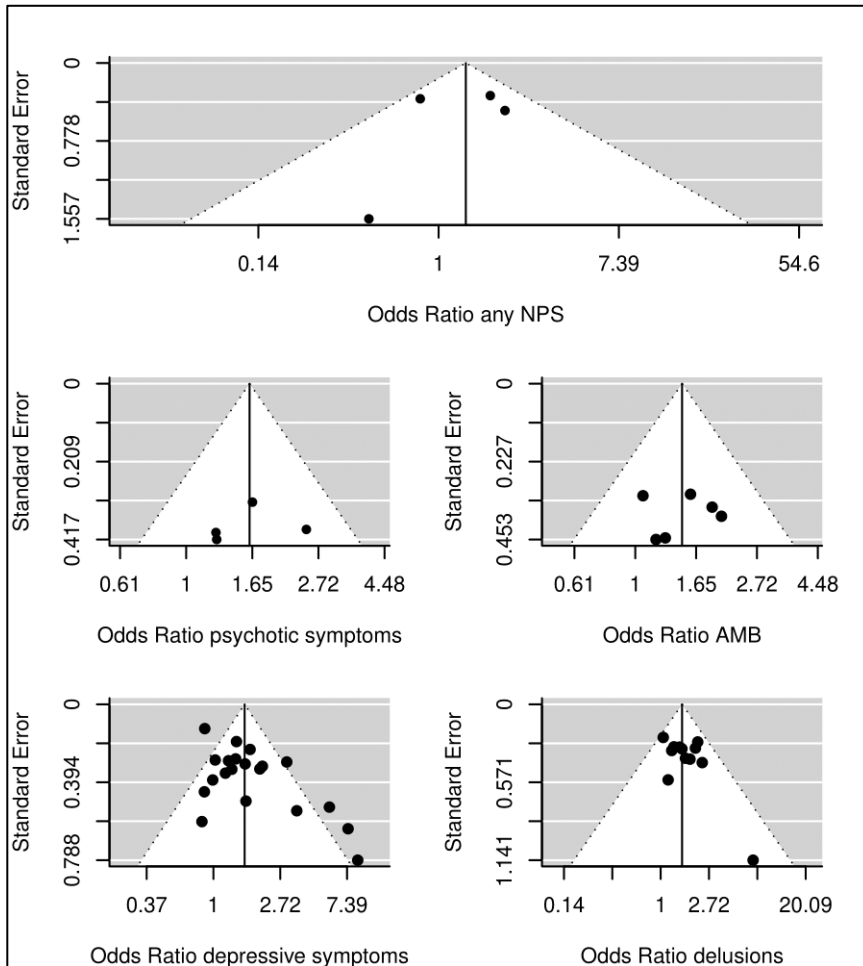 Standard Error
0
0.778
1.557
0.14 1 7.39 54.6
Odds Ratio any NPS
Standard Error
0
0.209
0.417
0.61 1 1.65 2.72 4.48
Odds Ratio psychotic symptoms
Standard Error
0
0.227
0.453
0.61 1 1.65 2.72 4.48
Odds Ratio AMB
Standard Error
0
0.394
0.788
0.37 1 2.72 7.39
Odds Ratio depressive symptoms
Standard Error
0
0.571
1.141
0.14 1 2.72 20.09
Odds Ratio delusions